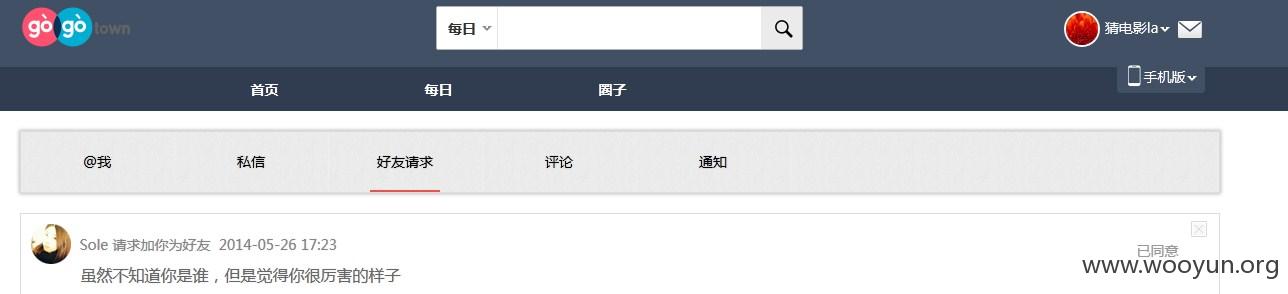 gògò town
每日
猜电影la
首页
每日
圈子
手机版
@我
私信
好友请求
评论
通知
Sole 请求加你为好友 2014-05-26 17:23
已同意
虽然不知道你是谁，但是觉得你很厉害的样子
www.wooyun.org